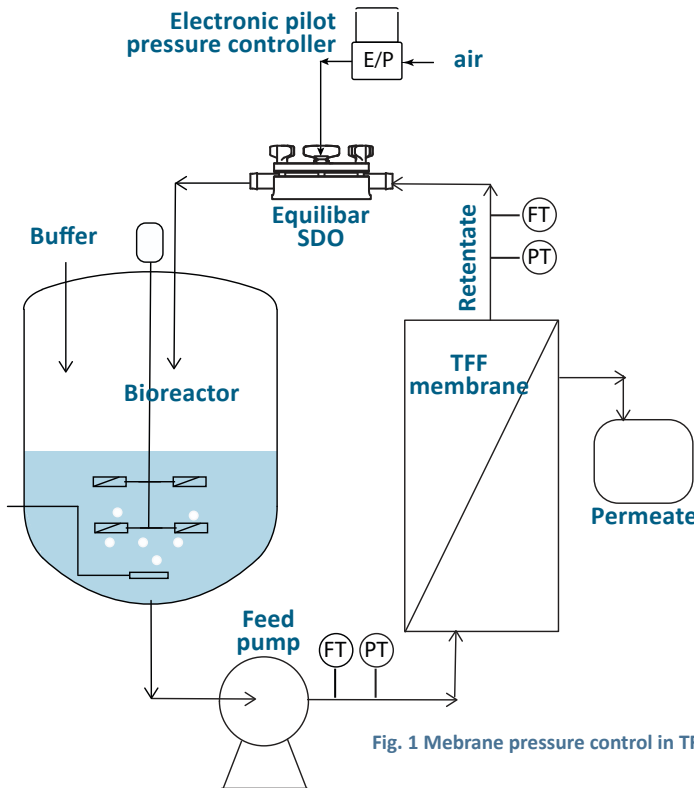 Electronic pilot
pressure controller
E/P
air
Equilibar
SDO
Buffer
Retentate
FT
PT
Bioreactor
TFF
membrane
Permeate
Feed
pump
FT
PT
Fig. 1 Mebrane pressure control in TF